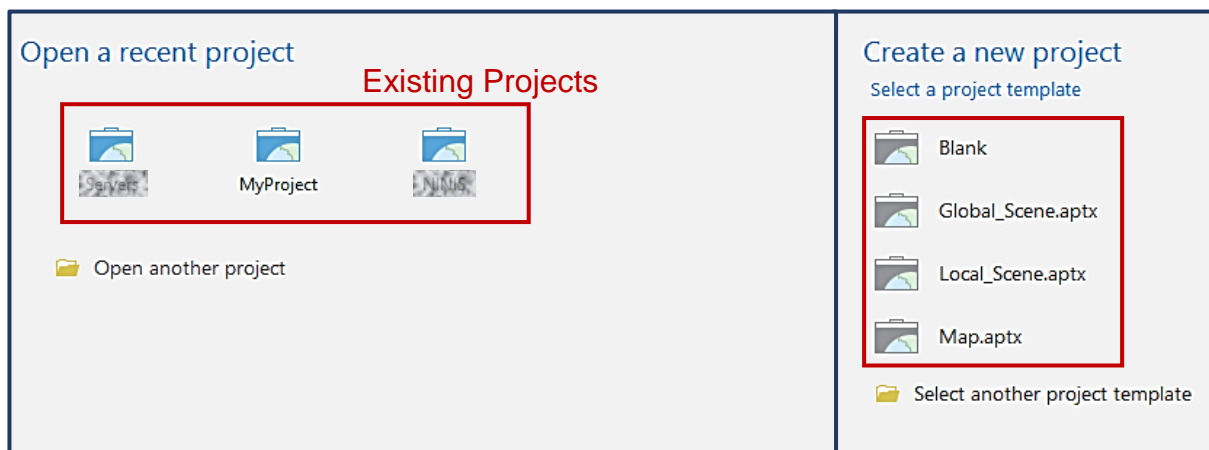 Open a recent project
Existing Projects
MyProject
Open another project
Create a new project
Select a project template
Blank
Global_Scene.aptx
Local_Scene.aptx
Map.aptx
Select another project template